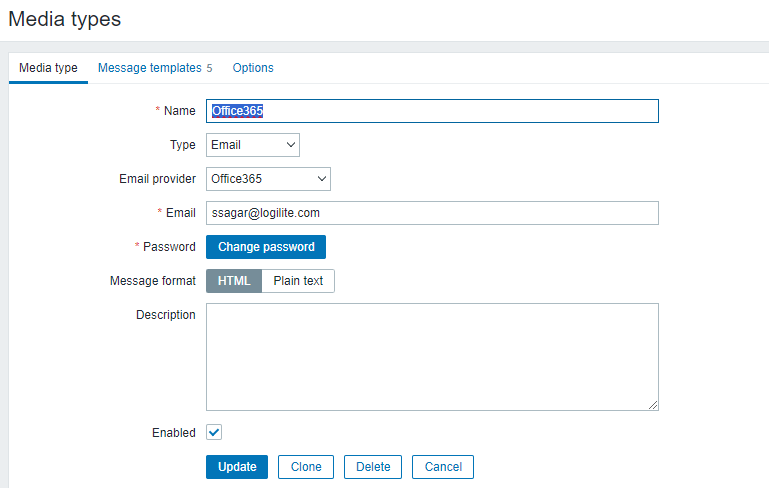 Media types
Media type Message templates 5 Options
* Name Office365
Type Email
Email provider Office365
* Email ssagar@logilite.com
* Password Change password
Message format HTML Plain text
Description
Enabled
Update Clone Delete Cancel